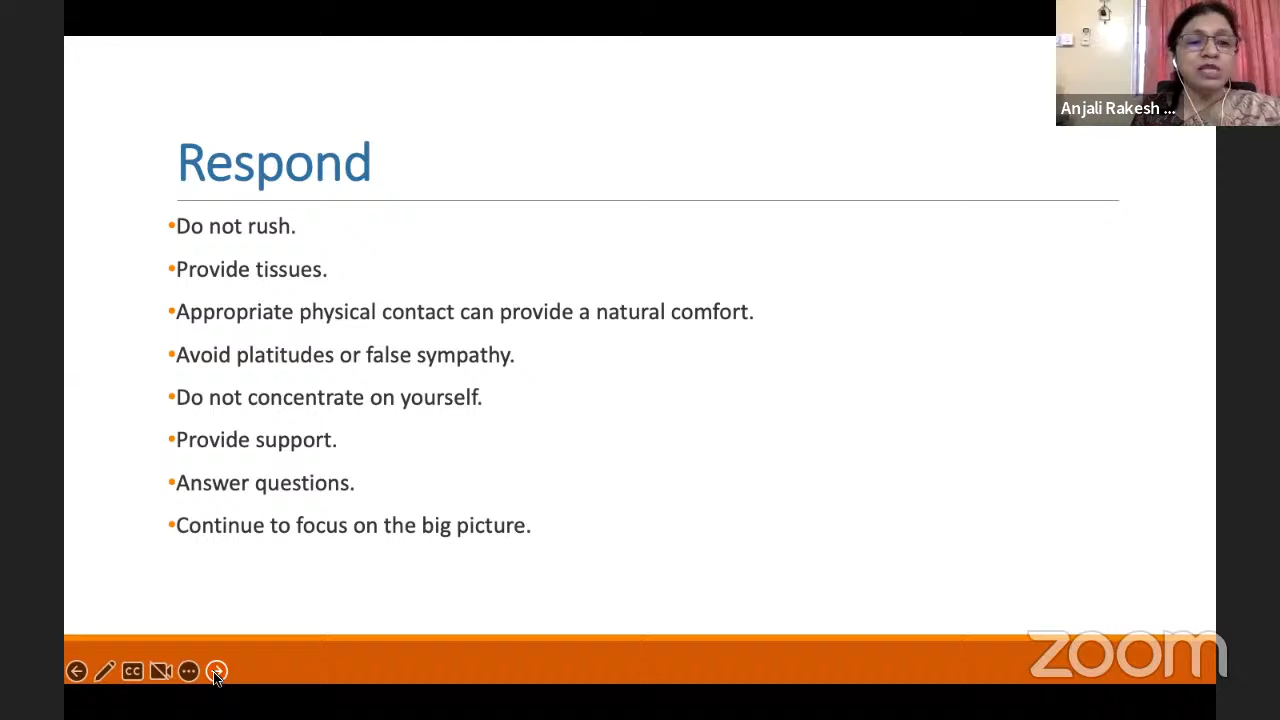 Anjali Rakesh ...
Respond
•Do not rush.
•Provide tissues.
•Appropriate physical contact can provide a natural comfort.
•Avoid platitudes or false sympathy.
•Do not concentrate on yourself.
•Provide support.
•Answer questions.
•Continue to focus on the big picture.
CC
zoom